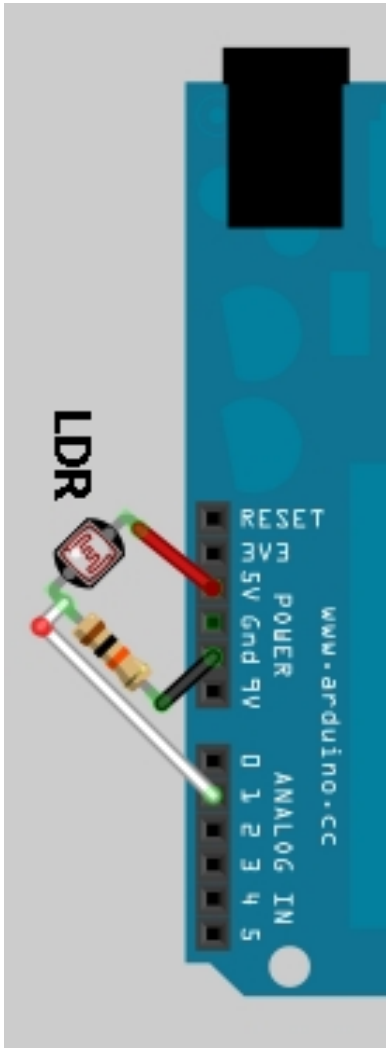 LDR
RESET
3V3
5V
Gnd
9V
POWER
www.arduino.cc
0
1
2
3
4
5
ANALOG IN